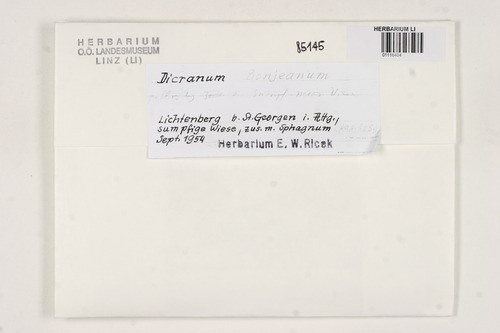 HERBARIUM
O.Ö. LANDESMUSEUM
LINZ (LI)
85145
HERBARIUM LI
Dicranum Bonjeanum
Lichtenberg b. St. Georgen i. Attg.,
sumpfige Wiese, zus. m. Sphagnum
Sept. 1954 Herbarium E. W. Ricek